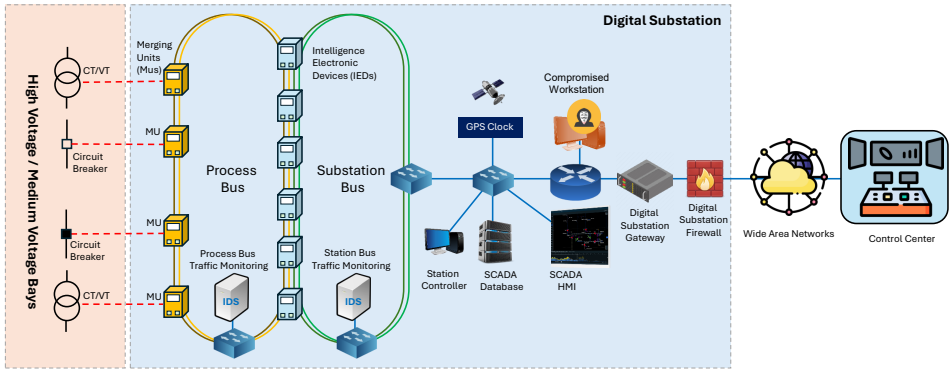 Digital Substation
High Voltage / Medium Voltage Bays
CT/VT
Merging
Units
(Mus)
Intelligence
Electronic
Devices (IEDs)
Compromised
Workstation
GPS Clock
MU
Circuit
Breaker
Process
Bus
Substation
Bus
MU
Circuit
Breaker
Digital
Substation
Gateway
Digital
Substation
Firewall
Wide Area Networks
Control Center
Process Bus
Traffic Monitoring
Station Bus
Traffic Monitoring
Station
Controller
SCADA
Database
SCADA
HMI
CT/VT
MU
IDS
IDS